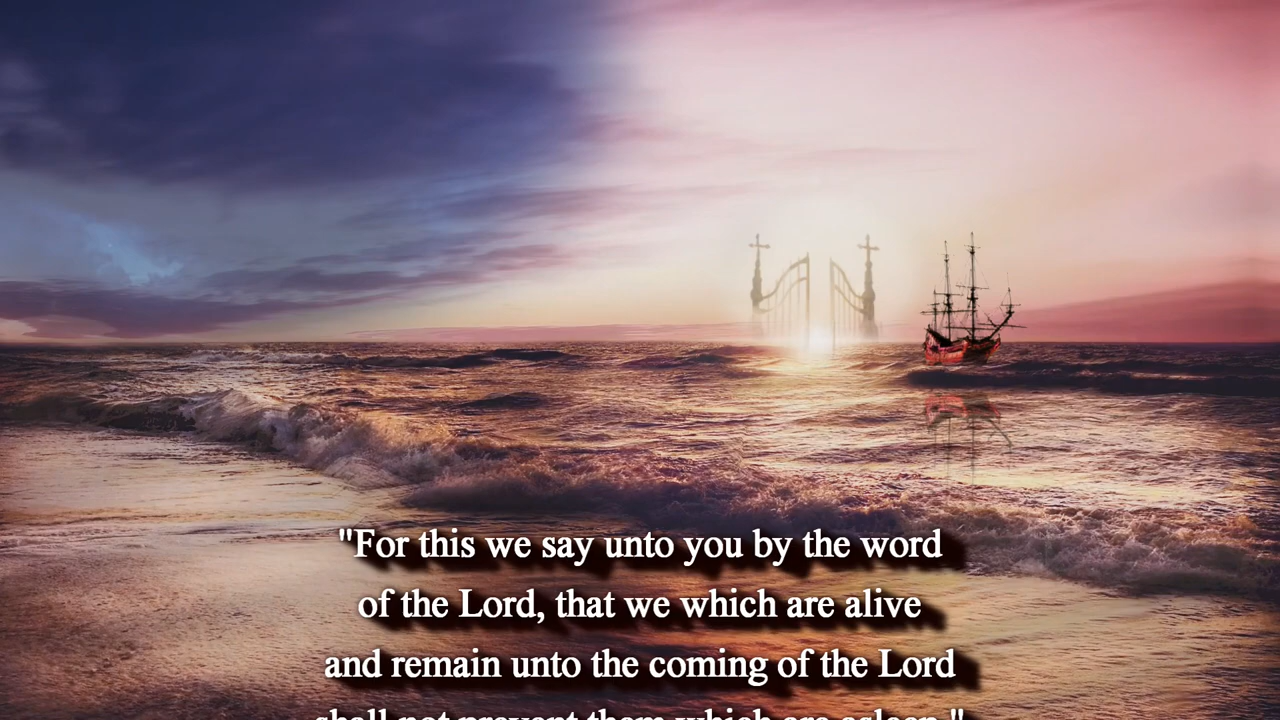 "For this we say unto you by the word
of the Lord, that we which are alive
and remain unto the coming of the Lord
shall not prevent them which are asleep."